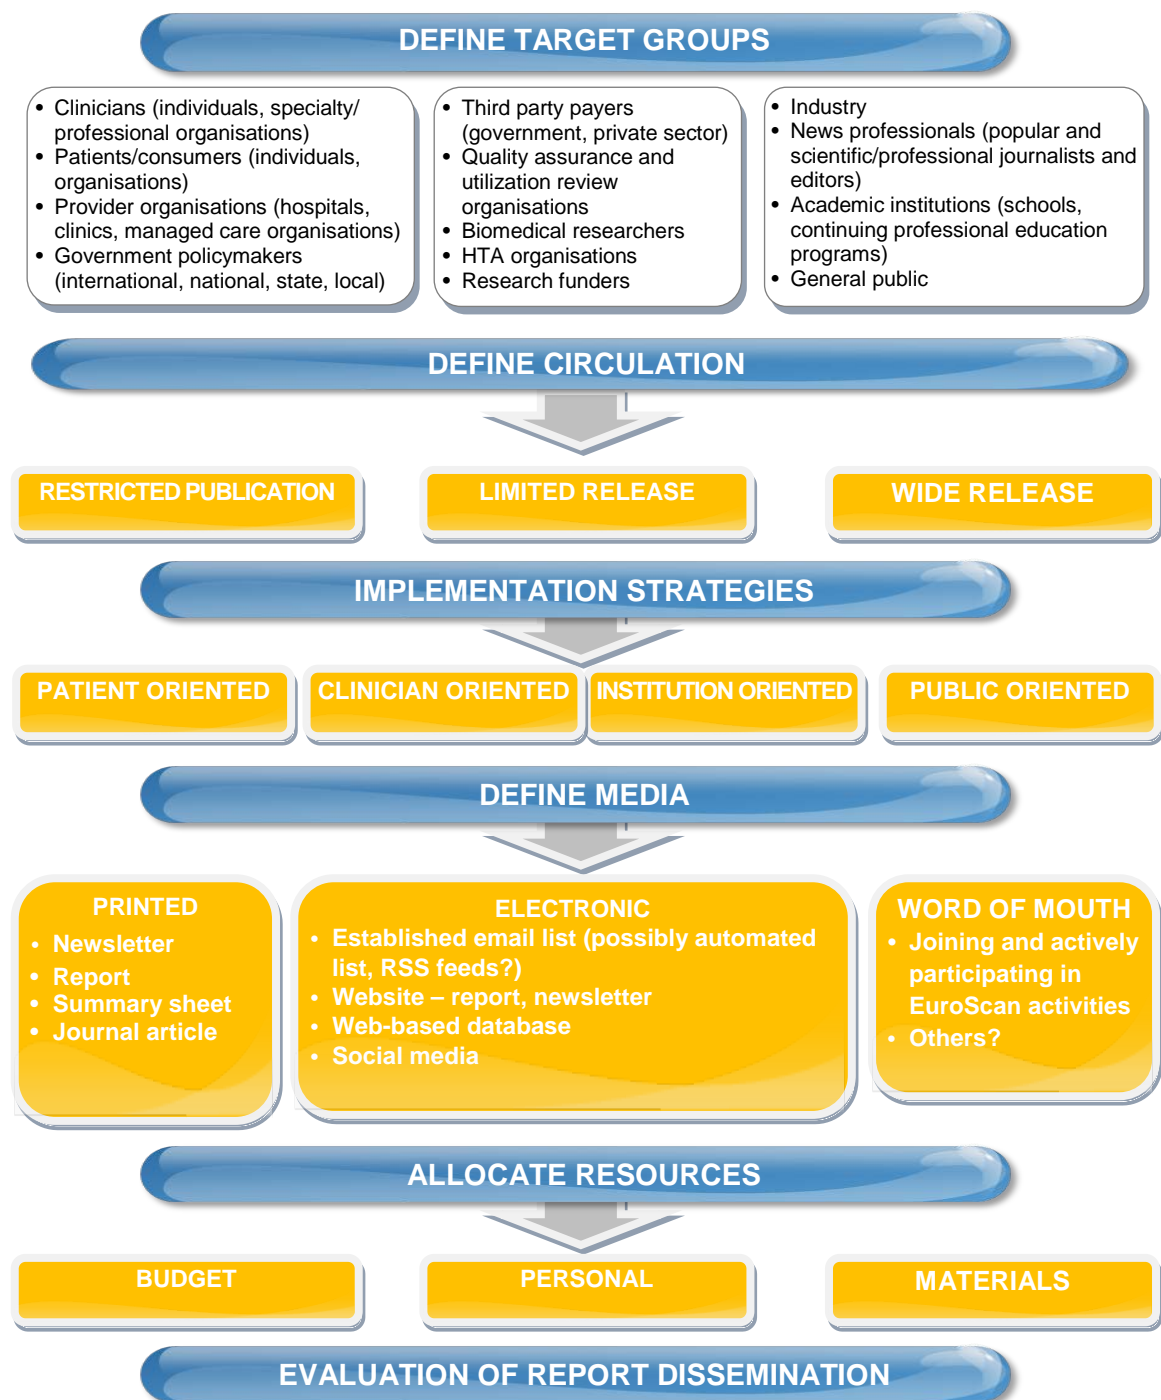 DEFINE TARGET GROUPS
• Clinicians (individuals, specialty/
professional organisations)
• Patients/consumers (individuals,
organisations)
• Provider organisations (hospitals,
clinics, managed care organisations)
• Government policymakers
(international, national, state, local)
• Third party payers
(government, private sector)
• Quality assurance and
utilization review
organisations
• Biomedical researchers
• HTA organisations
• Research funders
• Industry
• News professionals (popular and
scientific/professional journalists and
editors)
• Academic institutions (schools,
continuing professional education
programs)
• General public
DEFINE CIRCULATION
RESTRICTED PUBLICATION
LIMITED RELEASE
WIDE RELEASE
IMPLEMENTATION STRATEGIES
PATIENT ORIENTED
CLINICIAN ORIENTED
INSTITUTION ORIENTED
PUBLIC ORIENTED
DEFINE MEDIA
PRINTED
• Newsletter
• Report
• Summary sheet
• Journal article
ELECTRONIC
• Established email list (possibly automated
list, RSS feeds?)
• Website – report, newsletter
• Web-based database
• Social media
WORD OF MOUTH
• Joining and actively
participating in
EuroScan activities
• Others?
ALLOCATE RESOURCES
BUDGET
PERSONAL
MATERIALS
EVALUATION OF REPORT DISSEMINATION